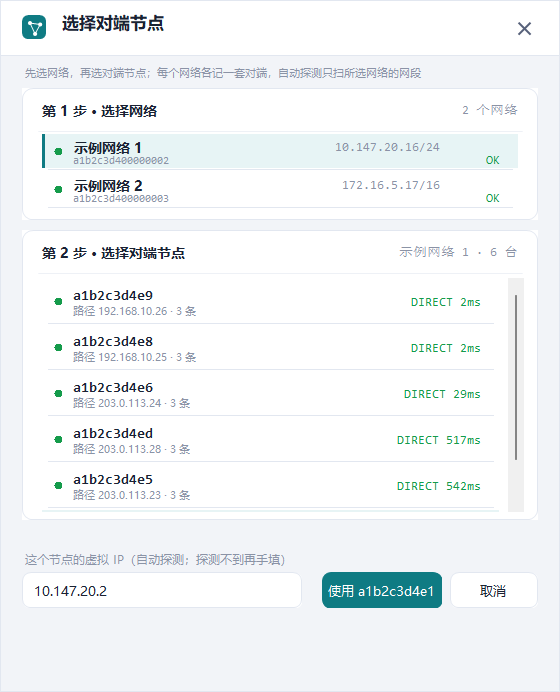 选择对端节点
先选网络，再选对端节点；每个网络各记一套对端，自动探测只扫所选网络的网段
第 1 步 • 选择网络 2 个网络
示例网络 1 10.147.20.16/24
a1b2c3d400000002 OK
示例网络 2 172.16.5.17/16
a1b2c3d400000003 OK
第 2 步 • 选择对端节点 示例网络 1 · 6 台
a1b2c3d4e9 DIRECT 2ms
路径 192.168.10.26 · 3 条
a1b2c3d4e8 DIRECT 2ms
路径 192.168.10.25 · 3 条
a1b2c3d4e6 DIRECT 29ms
路径 203.0.113.24 · 3 条
a1b2c3d4ed DIRECT 517ms
路径 203.0.113.28 · 3 条
a1b2c3d4e5 DIRECT 542ms
路径 203.0.113.23 · 3 条
这个节点的虚拟 IP（自动探测；探测不到再手填）
10.147.20.2 使用 a1b2c3d4e1 取消